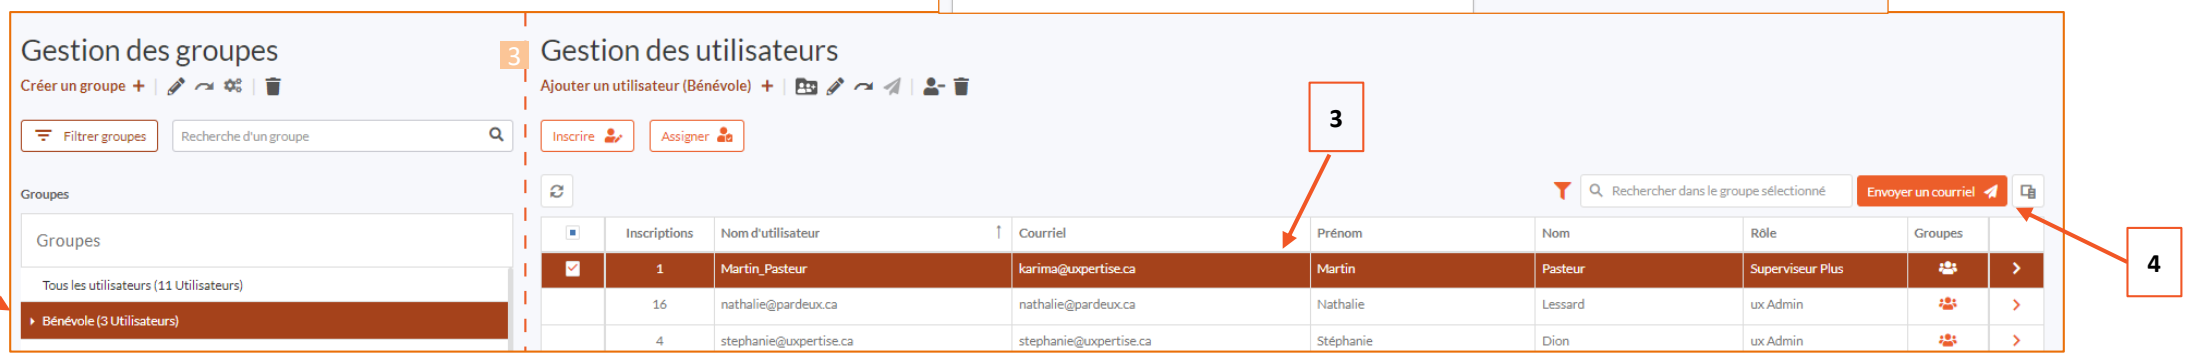 Gestion des groupes
Créer un groupe +
Filtrer groupes
Recherche d'un groupe
Groupes
Groupes
Tous les utilisateurs (11 Utilisateurs)
Bénévole (3 Utilisateurs)
3
Gestion des utilisateurs
Ajouter un utilisateur (Bénévole) +
Inscrire
Assigner
3
Rechercher dans le groupe sélectionné
Envoyer un courriel
4
Inscriptions Nom d'utilisateur ↑ Courriel Prénom Nom Rôle Groupes
1 Martin_Pasteur karima@uxpertise.ca Martin Pasteur Superviseur Plus
16 nathalie@pardeux.ca nathalie@pardeux.ca Nathalie Lessard ux Admin
4 stephanie@uxpertise.ca stephanie@uxpertise.ca Stéphanie Dion ux Admin